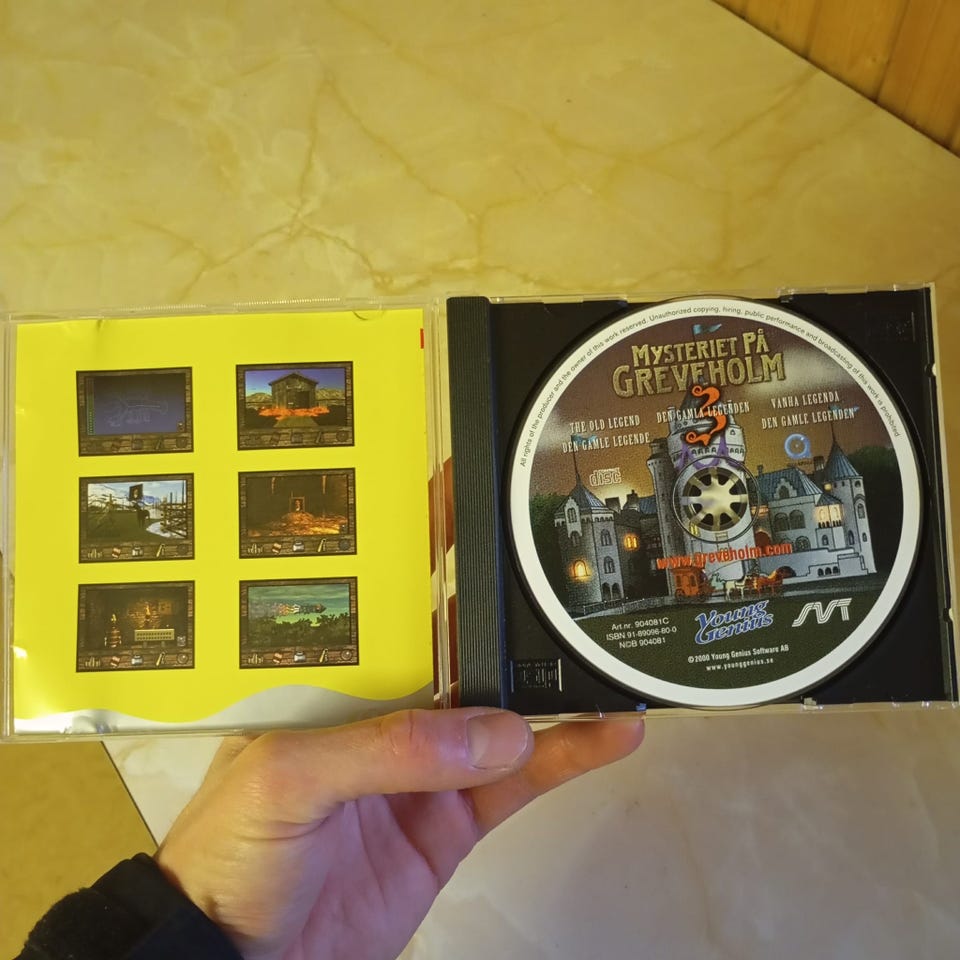 All rights of the producer and the owner of this work reserved. Unauthorized copying, hiring, public performance and broadcasting of this work is prohibited.
MYSTERIET PÅ
GREVEHOLM
3
THE OLD LEGEND
DEN GAMLA LEGENDEN
VANHA LEGENDA
DEN GAMLE LEGENDE
DEN GAMLE LEGENDEN
disc
www.greveholm.com
Art.nr. 904081C
ISBN 91-89096-80-0
NCB 904081
Young Genius
SVT
©2000 Young Genius Software AB
www.younggenius.se